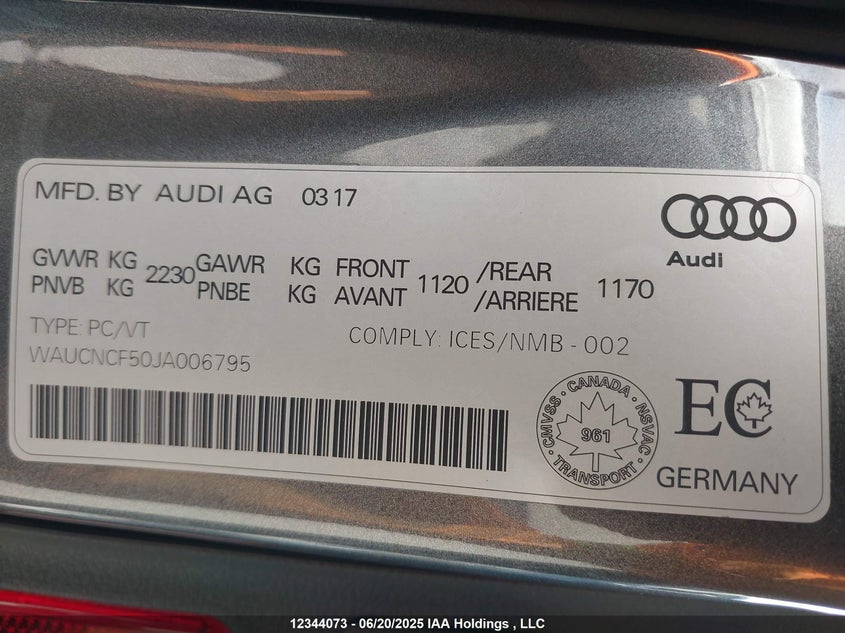 MFD. BY AUDI AG 0317
Audi
GVWR KG 2230 GAWR KG FRONT 1120 /REAR 1170
PNVB KG PNBE KG AVANT /ARRIERE
TYPE: PC/VT
COMPLY: ICES/NMB - 002
WAUCNCF50JA006795
CMVSS · CANADA · NSVAC
961
TRANSPORT
EC
GERMANY
12344073 - 06/20/2025 IAA Holdings , LLC